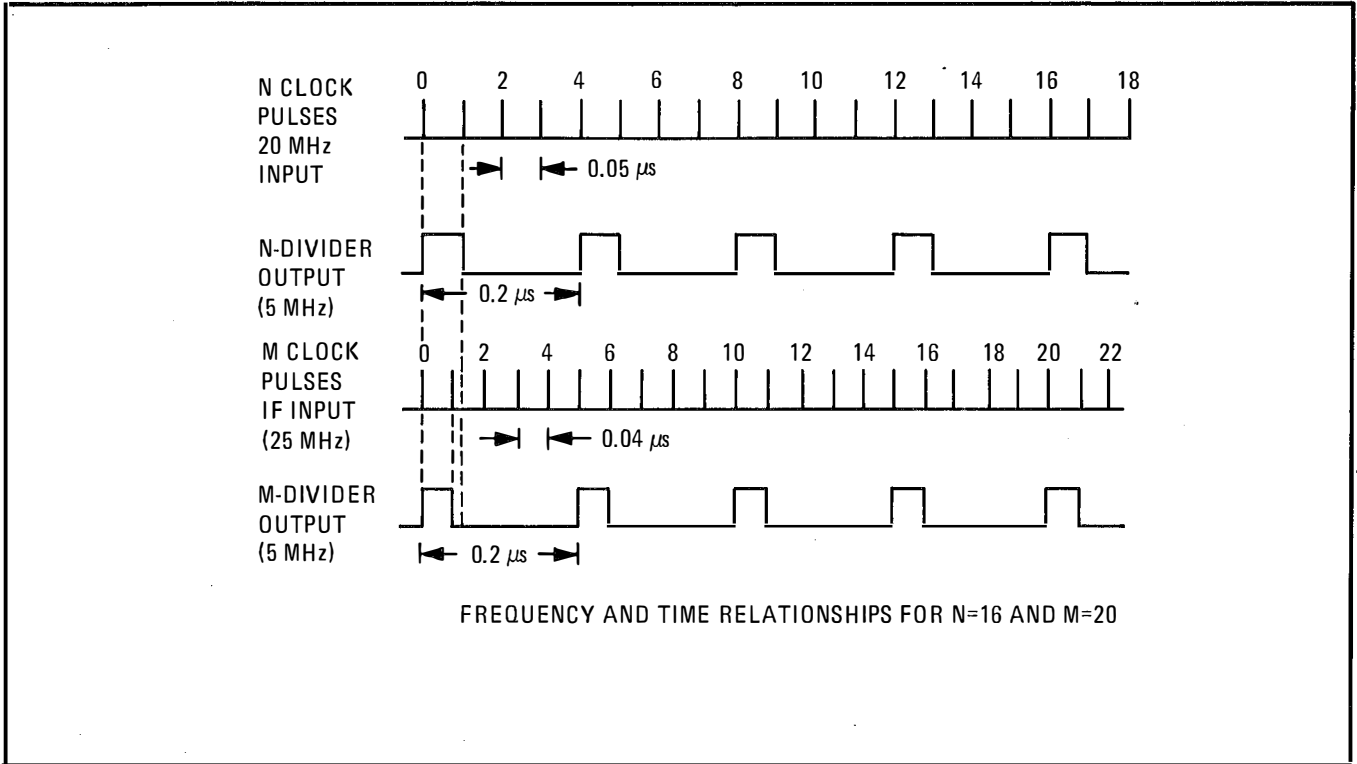 N CLOCK
PULSES
20 MHz
INPUT
0 2 4 6 8 10 12 14 16 18
0.05 μs
N-DIVIDER
OUTPUT
(5 MHz)
0.2 μs
M CLOCK
PULSES
IF INPUT
(25 MHz)
0 2 4 6 8 10 12 14 16 18 20 22
0.04 μs
M-DIVIDER
OUTPUT
(5 MHz)
0.2 μs
FREQUENCY AND TIME RELATIONSHIPS FOR N=16 AND M=20